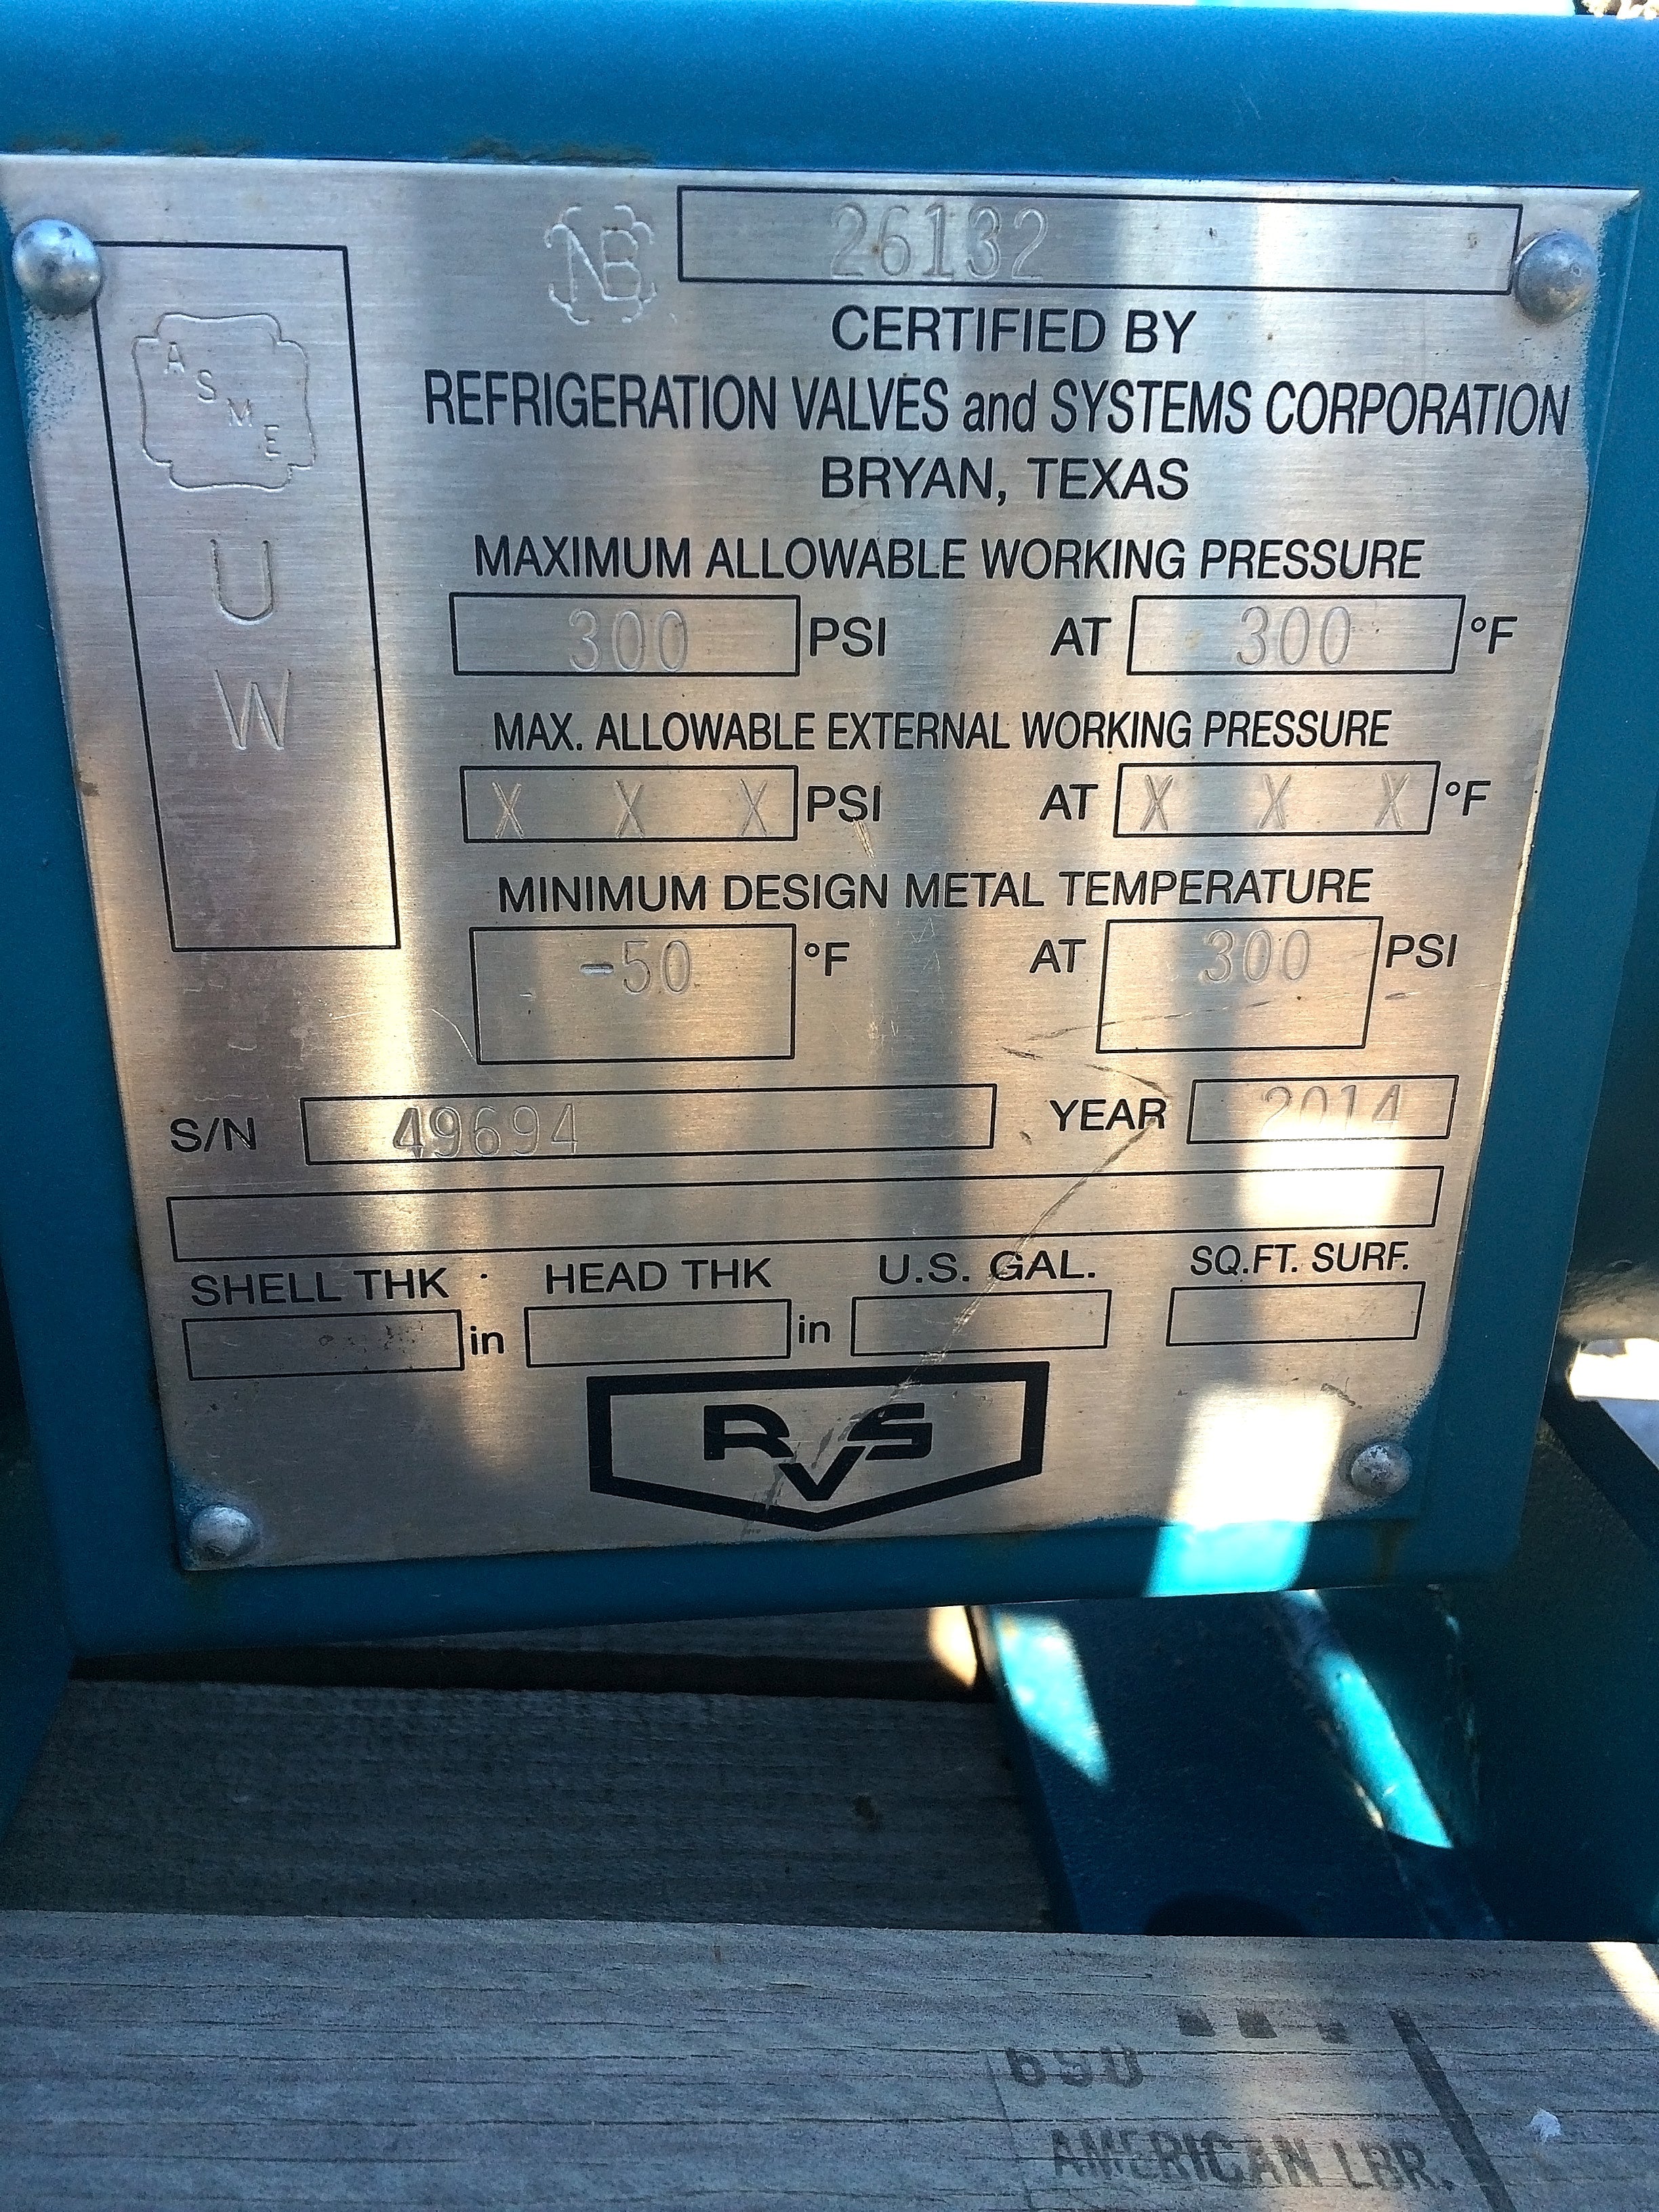 NB 26132
CERTIFIED BY
REFRIGERATION VALVES and SYSTEMS CORPORATION
BRYAN, TEXAS
ASME
U
W
MAXIMUM ALLOWABLE WORKING PRESSURE
300 PSI AT 300 °F
MAX. ALLOWABLE EXTERNAL WORKING PRESSURE
X X X PSI AT X X X °F
MINIMUM DESIGN METAL TEMPERATURE
-50 °F AT 300 PSI
S/N 49694 YEAR 2014
SHELL THK HEAD THK U.S. GAL. SQ.FT. SURF.
in in
RVS
AMERICAN LBR.